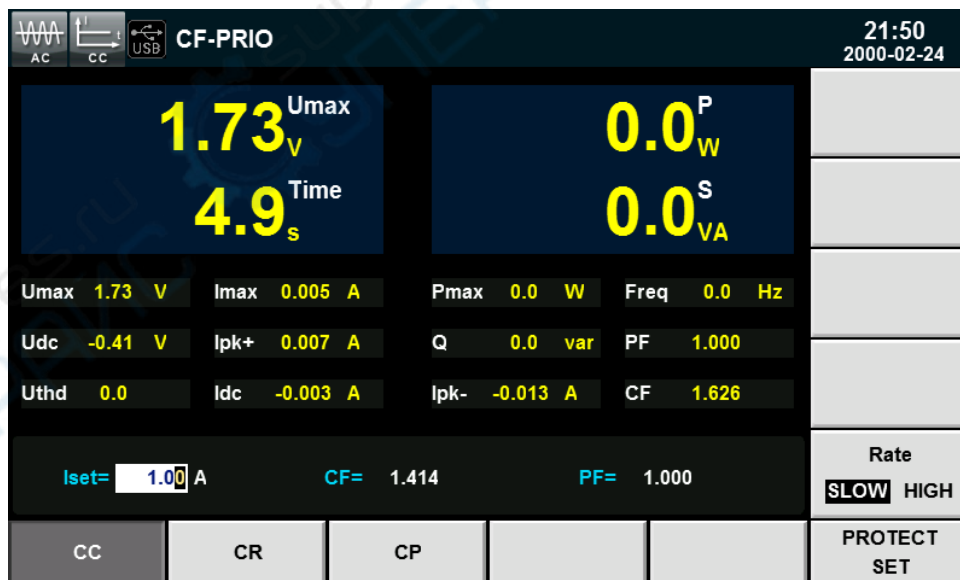 AC CC t USB CF-PRIO 21:50
2000-02-24
1.73 V Umax 0.0 W P
4.9 s Time 0.0 VA S
Umax 1.73 V Imax 0.005 A Pmax 0.0 W Freq 0.0 Hz
Udc -0.41 V Ipk+ 0.007 A Q 0.0 var PF 1.000
Uthd 0.0 Idc -0.003 A Ipk- -0.013 A CF 1.626
Iset= 1.00 A CF= 1.414 PF= 1.000
Rate
SLOW HIGH
CC CR CP PROTECT
SET